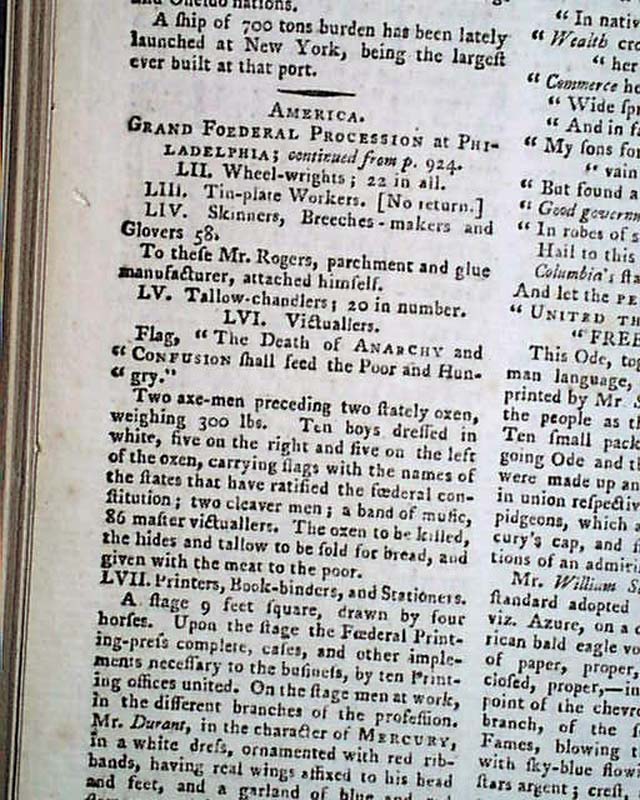 and Oneido nations.
A ſhip of 700 tons burden has been lately
launched at New York, being the largeſt
ever built at that port.
AMERICA.
GRAND FOEDERAL PROCESSION at PHI-
LADELPHIA; continued from p. 924.
LII. Wheel-wrights; 22 in all.
LIII. Tin-plate Workers. [No return.]
LIV. Skinners, Breeches-makers and
Glovers 58.
To theſe Mr. Rogers, parchment and glue
manufacturer, attached himſelf.
LV. Tallow-chandlers; 20 in number.
LVI. Victuallers.
Flag, "The Death of ANARCHY and
"CONFUSION ſhall feed the Poor and Hun-
"gry."
Two axe-men preceding two ſtately oxen,
weighing 300 lbs. Ten boys dreſſed in
white, five on the right and five on the left
of the oxen, carrying flags with the names of
the ſtates that have ratified the fœderal con-
ſtitution; two cleaver men; a band of muſic,
86 maſter victuallers. The oxen to be killed,
the hides and tallow to be ſold for bread, and
given with the meat to the poor.
LVII. Printers, Book-binders, and Stationers.
A ſtage 9 feet ſquare, drawn by four
horſes. Upon the ſtage the Fœderal Print-
ing-preſs complete, caſes, and other imple-
ments neceſſary to the buſineſs, by ten Print-
ing offices united. On the ſtage men at work,
in the different branches of the profeſſion.
Mr. Durant, in the character of MERCURY,
in a white dreſs, ornamented with red rib-
bands, having real wings affixed to his head
and feet, and a garland of blue and
"In nativ
"Wealth cro
"her
"Commerce he
"Wide ſpr
"And in fa
"My ſons for
"vain
"But found a
"Good governm
"In robes of s
Hail to this
Columbia's ſta
And let the PE
"UNITED TH
"FREE
This Ode, tog
man language,
printed by Mr S
the people as th
Ten ſmall pack
going Ode and t
were made up an
in union reſpectiv
pidgeons, which a
cury's cap, and f
tions of an admiri
Mr. William S
ſtandard adopted
viz. Azure, on a c
rican bald eagle vo
of paper, proper,
cloſed, proper,—in
point of the chevro
branch, of the ſ
Fames, blowing t
with ſky-blue flowi
ſtars argent; creſt,